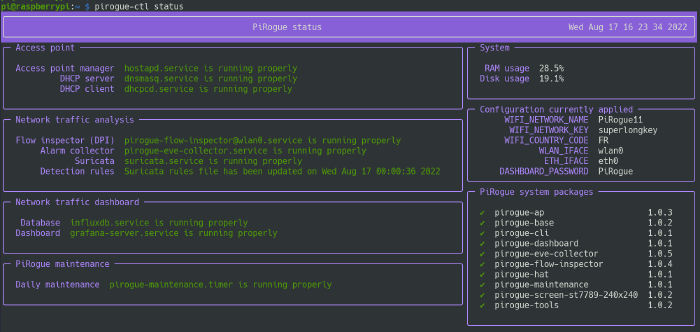 pi@raspberrypi:~ $ pirogue-ctl status
PiRogue status
Wed Aug 17 16 23 34 2022
Access point
Access point manager hostapd.service is running properly
DHCP server dnsmasq.service is running properly
DHCP client dhcpcd.service is running properly
Network traffic analysis
Flow inspector (DPI) pirogue-flow-inspector@wlan0.service is running properly
Alarm collector pirogue-eve-collector.service is running properly
Suricata suricata.service is running properly
Detection rules Suricata rules file has been updated on Wed Aug 17 00:00:36 2022
Network traffic dashboard
Database influxdb.service is running properly
Dashboard grafana-server.service is running properly
PiRogue maintenance
Daily maintenance pirogue-maintenance.timer is running properly
System
RAM usage 28.5%
Disk usage 19.1%
Configuration currently applied
WIFI_NETWORK_NAME PiRogue11
WIFI_NETWORK_KEY superlongkey
WIFI_COUNTRY_CODE FR
WLAN_IFACE wlan0
ETH_IFACE eth0
DASHBOARD_PASSWORD PiRogue
PiRogue system packages
✔ pirogue-ap 1.0.3
✔ pirogue-base 1.0.2
✔ pirogue-cli 1.0.1
✔ pirogue-dashboard 1.0.1
✔ pirogue-eve-collector 1.0.5
✔ pirogue-flow-inspector 1.0.4
✔ pirogue-hat 1.0.1
✔ pirogue-maintenance 1.0.1
✔ pirogue-screen-st7789-240x240 1.0.2
✔ pirogue-tools 1.0.2